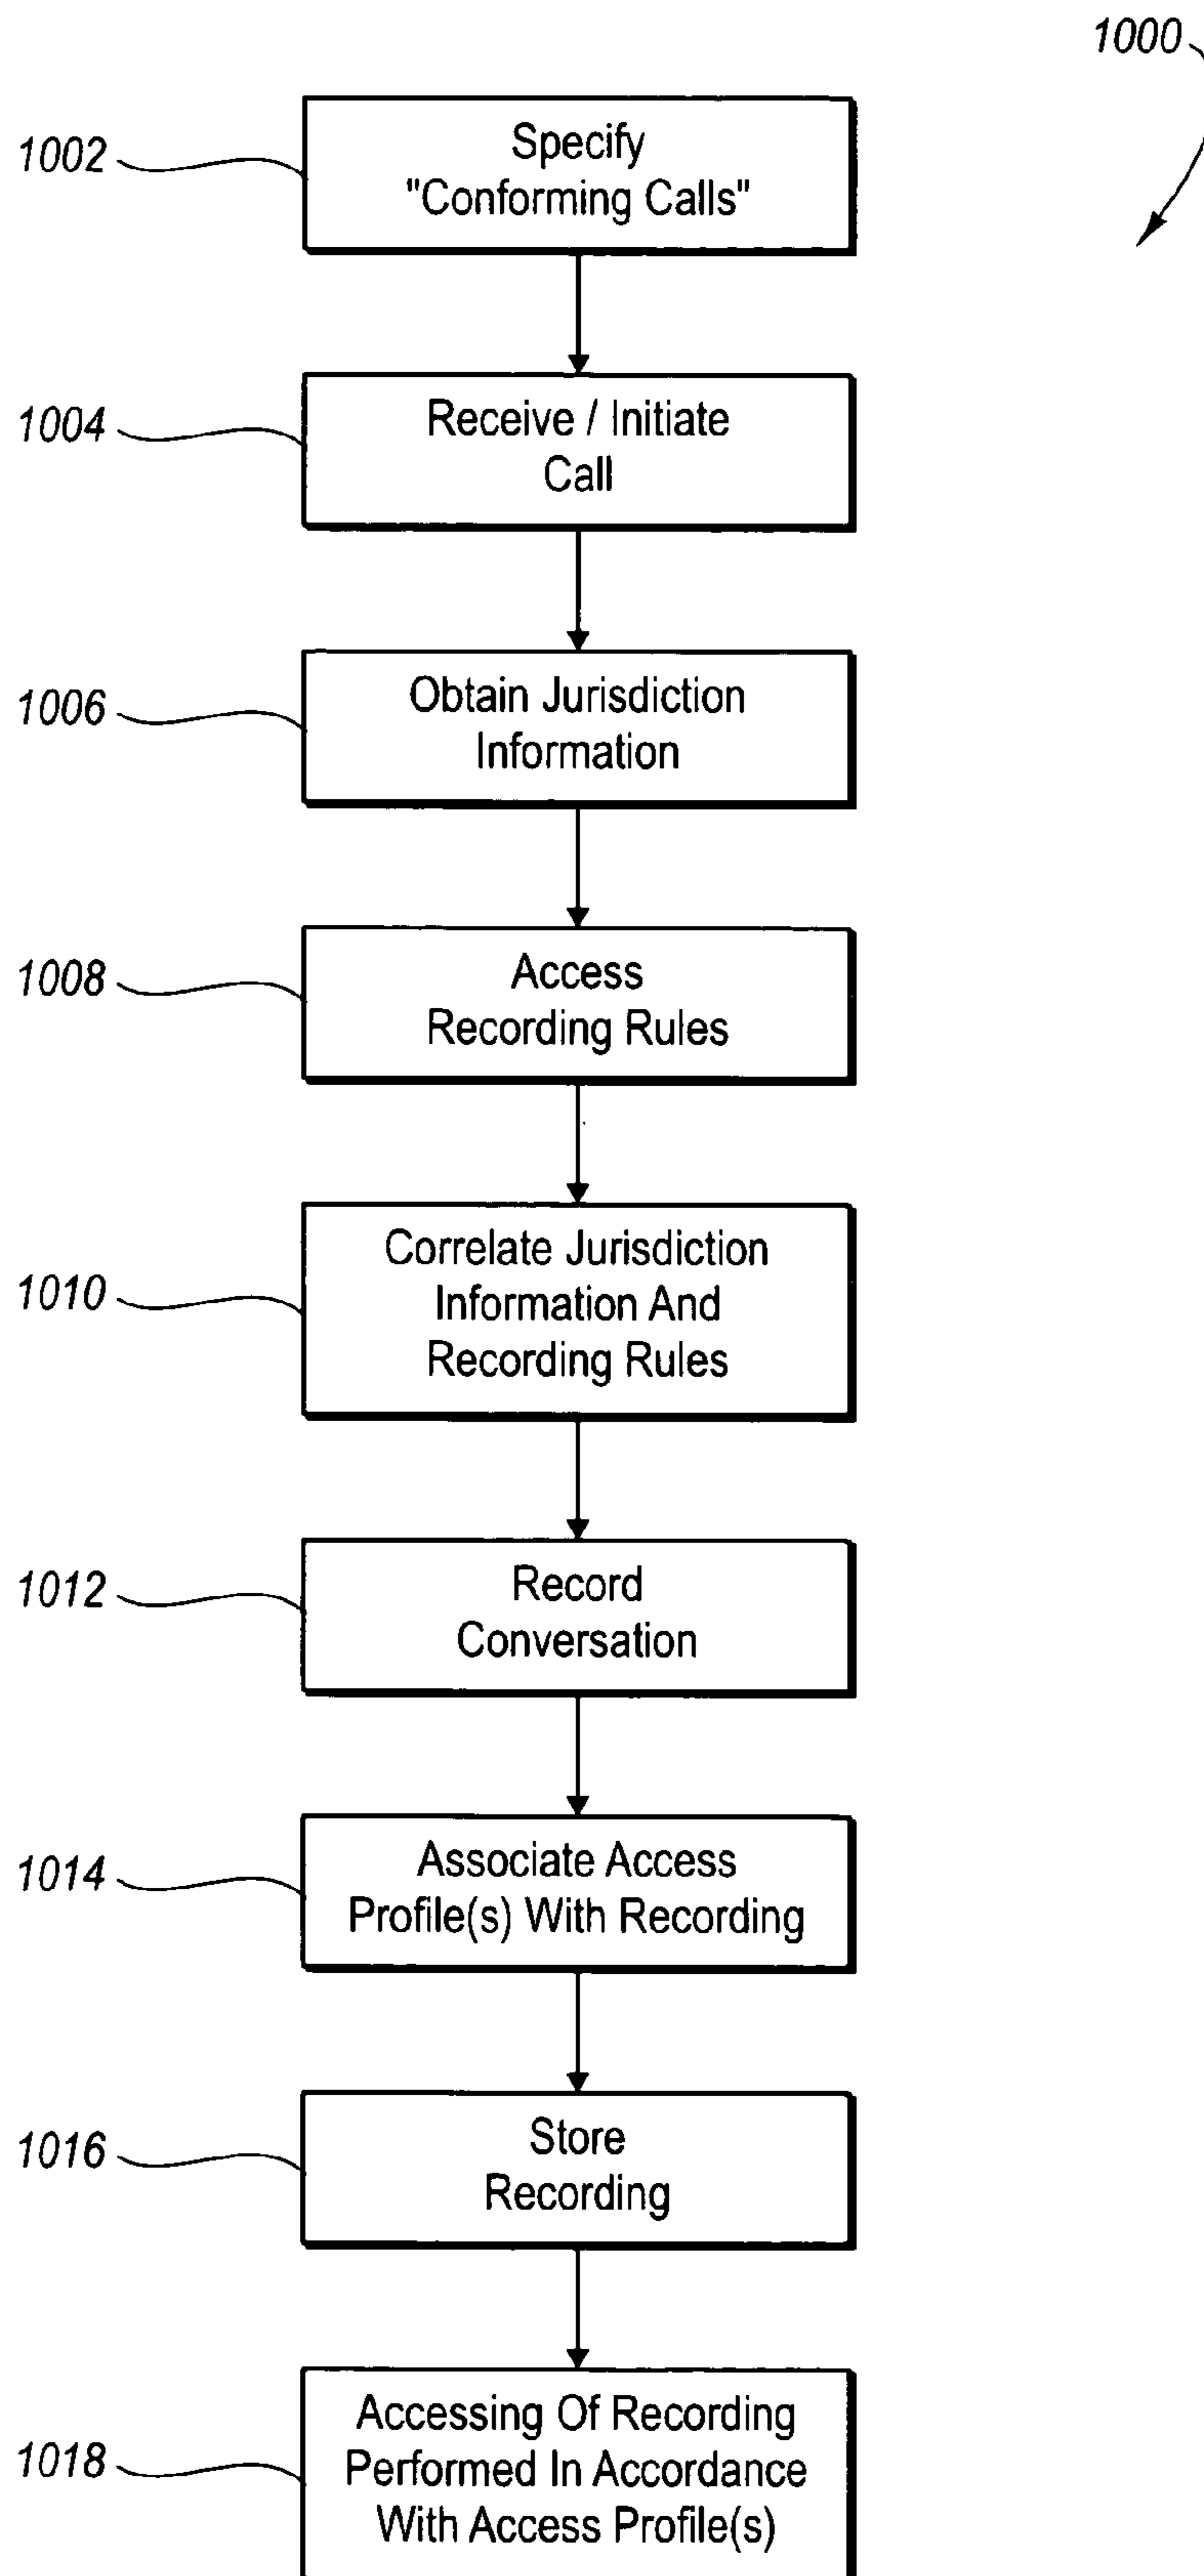 1000
1002
Specify
"Conforming Calls"
1004
Receive / Initiate
Call
1006
Obtain Jurisdiction
Information
1008
Access
Recording Rules
1010
Correlate Jurisdiction
Information And
Recording Rules
1012
Record
Conversation
1014
Associate Access
Profile(s) With Recording
1016
Store
Recording
1018
Accessing Of Recording
Performed In Accordance
With Access Profile(s)